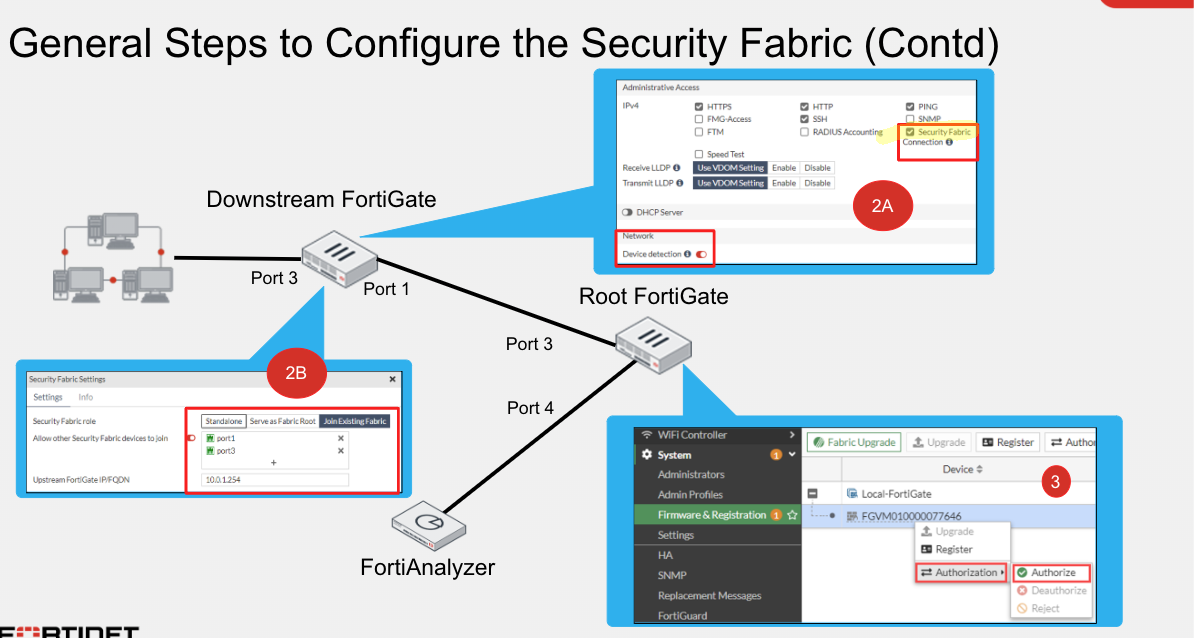 General Steps to Configure the Security Fabric (Contd)
Administrative Access
IPv4
HTTPS
HTTP
PING
FMG-Access
SSH
SNMP
FTM
RADIUS Accounting
Security Fabric
Connection
Speed Test
Receive LLDP
Use VDOM Setting
Enable
Disable
Transmit LLDP
Use VDOM Setting
Enable
Disable
2A
DHCP Server
Network
Device detection
Downstream FortiGate
Port 3
Port 1
Root FortiGate
Port 3
Port 4
2B
Security Fabric Settings
Settings
Info
Security Fabric role
Standalone
Serve as Fabric Root
Join Existing Fabric
Allow other Security Fabric devices to join
port1
port3
Upstream FortiGate IP/FQDN
10.0.1.254
FortiAnalyzer
WiFi Controller
System
1
Administrators
Admin Profiles
Firmware & Registration
1
Settings
HA
SNMP
Replacement Messages
FortiGuard
Fabric Upgrade
Upgrade
Register
Author
Device
3
Local-FortiGate
FGVM010000077646
Upgrade
Register
Authorization
Authorize
Deauthorize
Reject
FORTINET